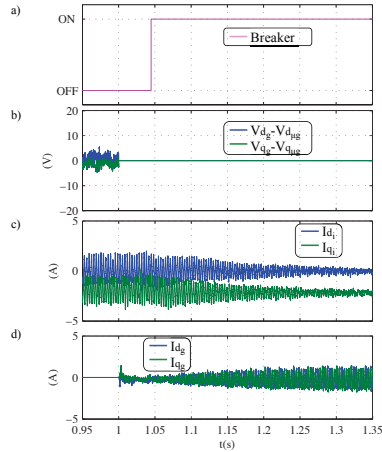 a)
ON
Breaker
OFF
b)
20
10
0
−10
−20
(V)
Vdg-Vdμg
Vqg-Vqμg
c)
5
0
−5
(A)
Idi
Iqi
d)
5
0
−5
(A)
Idg
Iqg
0.95 1 1.05 1.1 1.15 1.2 1.25 1.3 1.35
t(s)